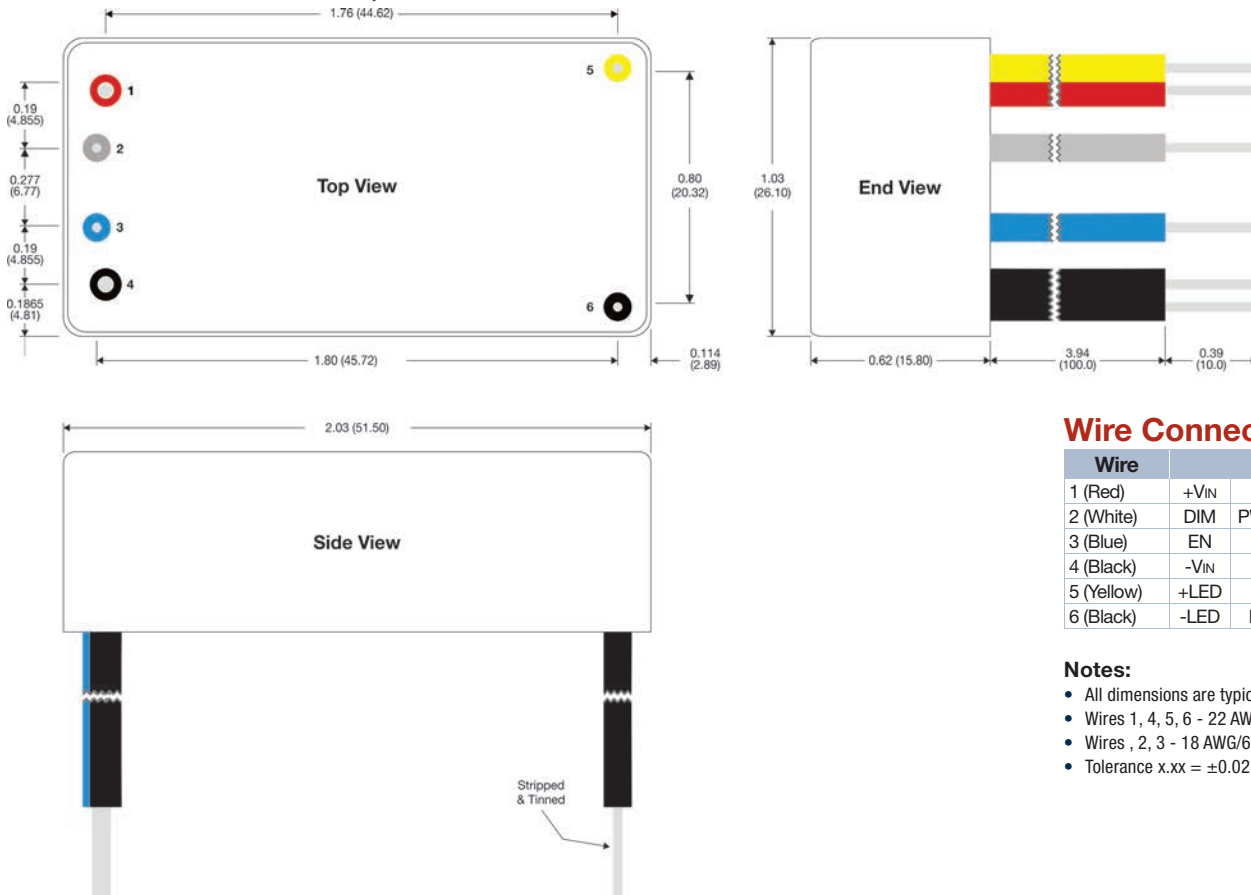 1.76 (44.62)
1
2
3
4
5
6
0.19
(4.855)
0.277
(6.77)
0.19
(4.855)
0.1865
(4.81)
Top View
0.80
(20.32)
1.80 (45.72)
0.114
(2.89)
1.03
(26.10)
End View
0.62 (15.80)
3.94
(100.0)
0.39
(10.0)
2.03 (51.50)
Side View
Stripped
& Tinned
Wire Connec
Wire
1 (Red) +VIN
2 (White) DIM P
3 (Blue) EN
4 (Black) -VIN
5 (Yellow) +LED
6 (Black) -LED
Notes:
• All dimensions are typic
• Wires 1, 4, 5, 6 - 22 AW
• Wires , 2, 3 - 18 AWG/6
• Tolerance x.xx = ±0.02